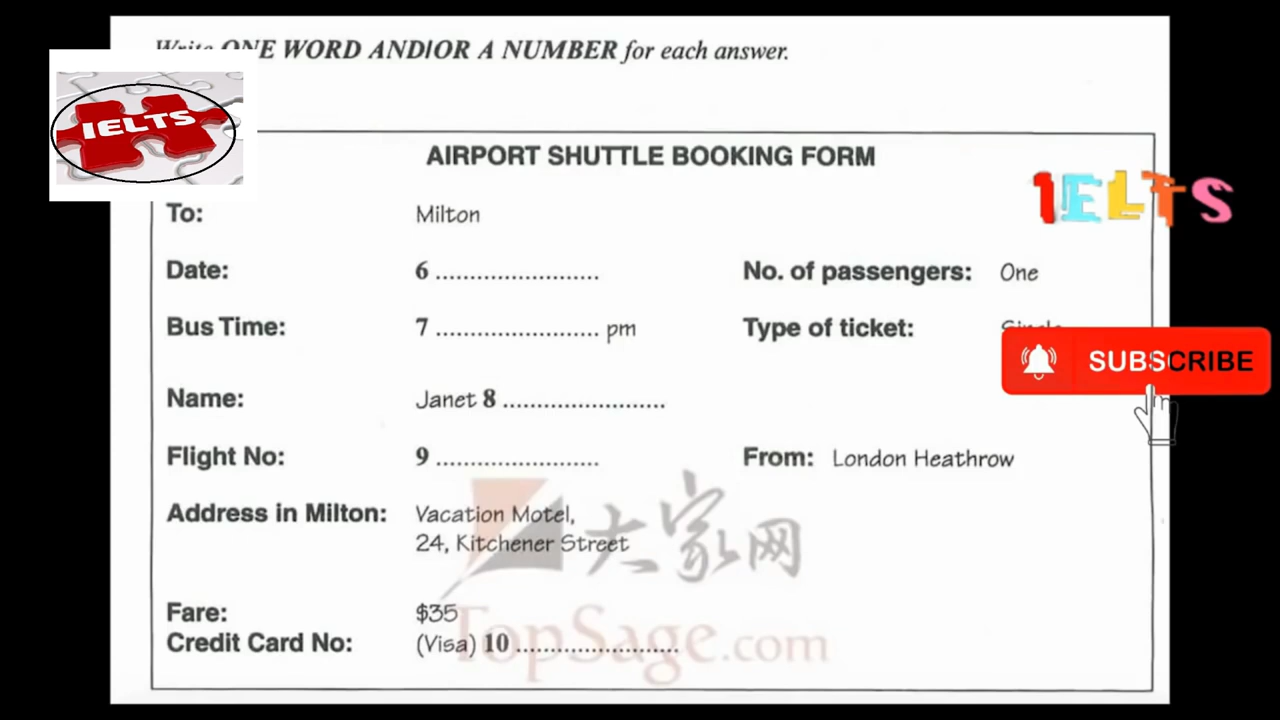 Write ONE WORD AND/OR A NUMBER for each answer.
IELTS
AIRPORT SHUTTLE BOOKING FORM
IELTS
To: Milton
Date: 6 ........................ No. of passengers: One
Bus Time: 7 ........................ pm Type of ticket: Single
SUBSCRIBE
Name: Janet 8 ........................
Flight No: 9 ........................ From: London Heathrow
Address in Milton: Vacation Motel,
24, Kitchener Street
大家网
Fare: $35
Credit Card No: (Visa) 10 ........................
TopSage.com